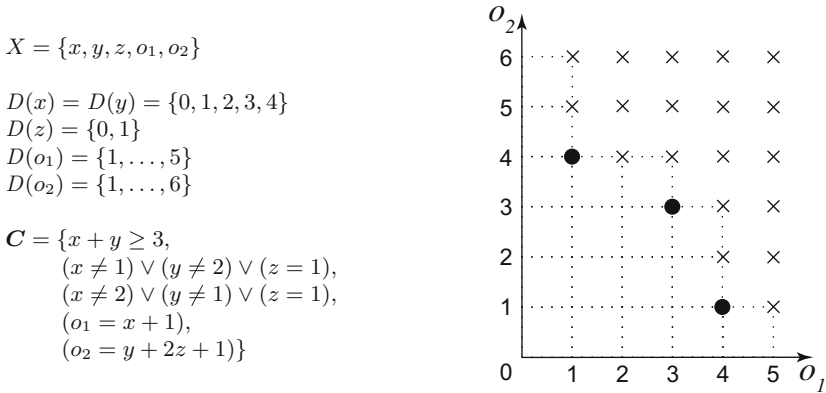 X = {x, y, z, o₁, o₂}
D(x) = D(y) = {0, 1, 2, 3, 4}
D(z) = {0, 1}
D(o₁) = {1, . . . , 5}
D(o₂) = {1, . . . , 6}
C = {x + y ≥ 3,
(x ≠ 1) ∨ (y ≠ 2) ∨ (z = 1),
(x ≠ 2) ∨ (y ≠ 1) ∨ (z = 1),
(o₁ = x + 1),
(o₂ = y + 2z + 1)}
O₂
6
5
4
3
2
1
0 1 2 3 4 5 O₁